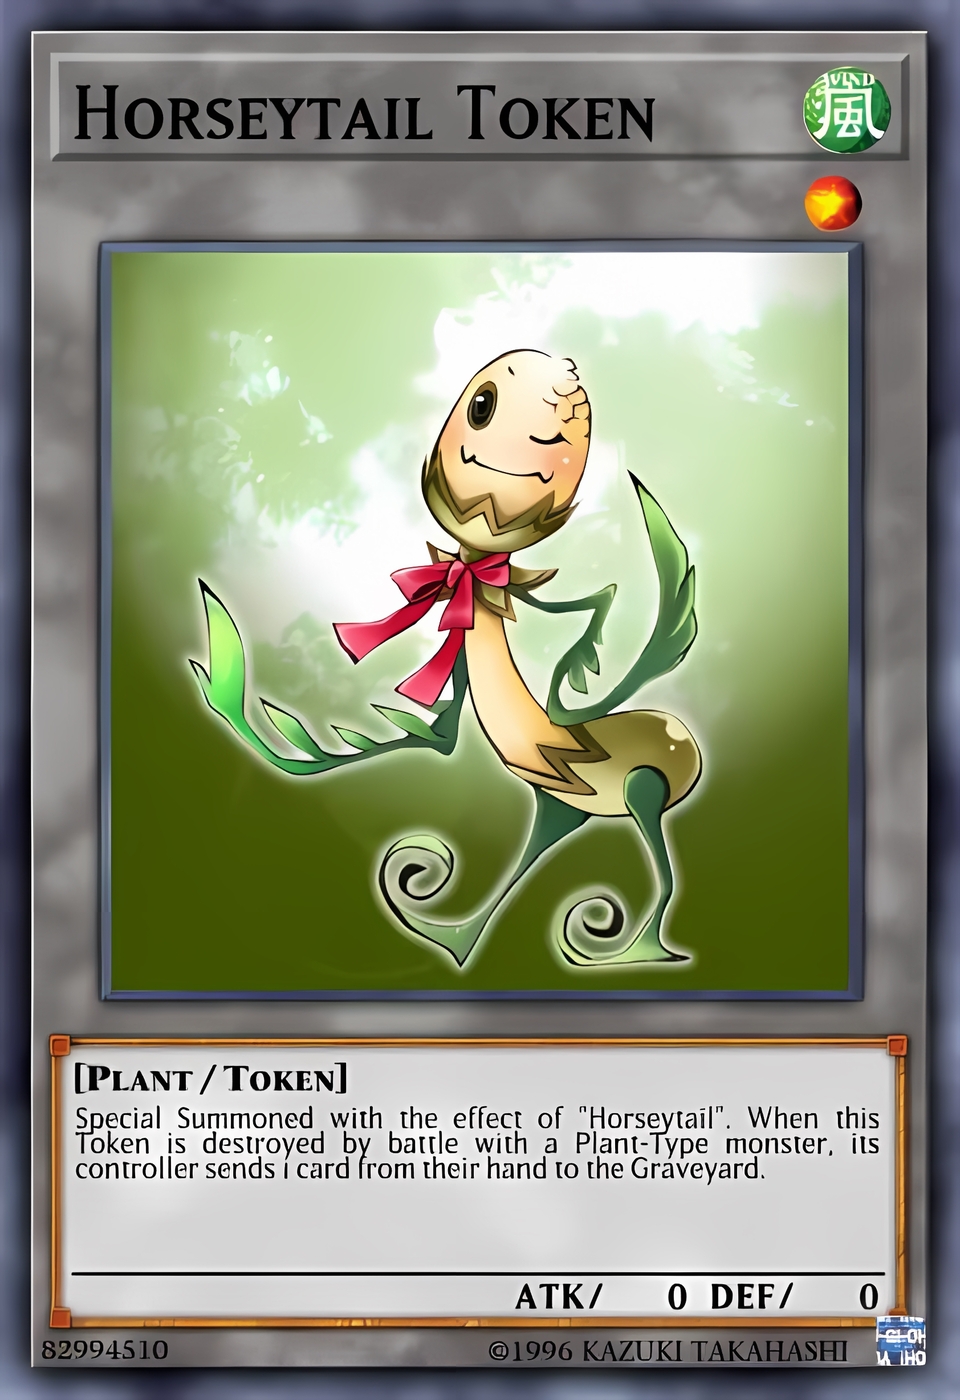 Horseytail Token
WIND
風
[Plant / Token]
Special Summoned with the effect of "Horseytail". When this
Token is destroyed by battle with a Plant-Type monster, its
controller sends 1 card from their hand to the Graveyard.
ATK/ 0 DEF/ 0
82994510
©1996 KAZUKI TAKAHASHI